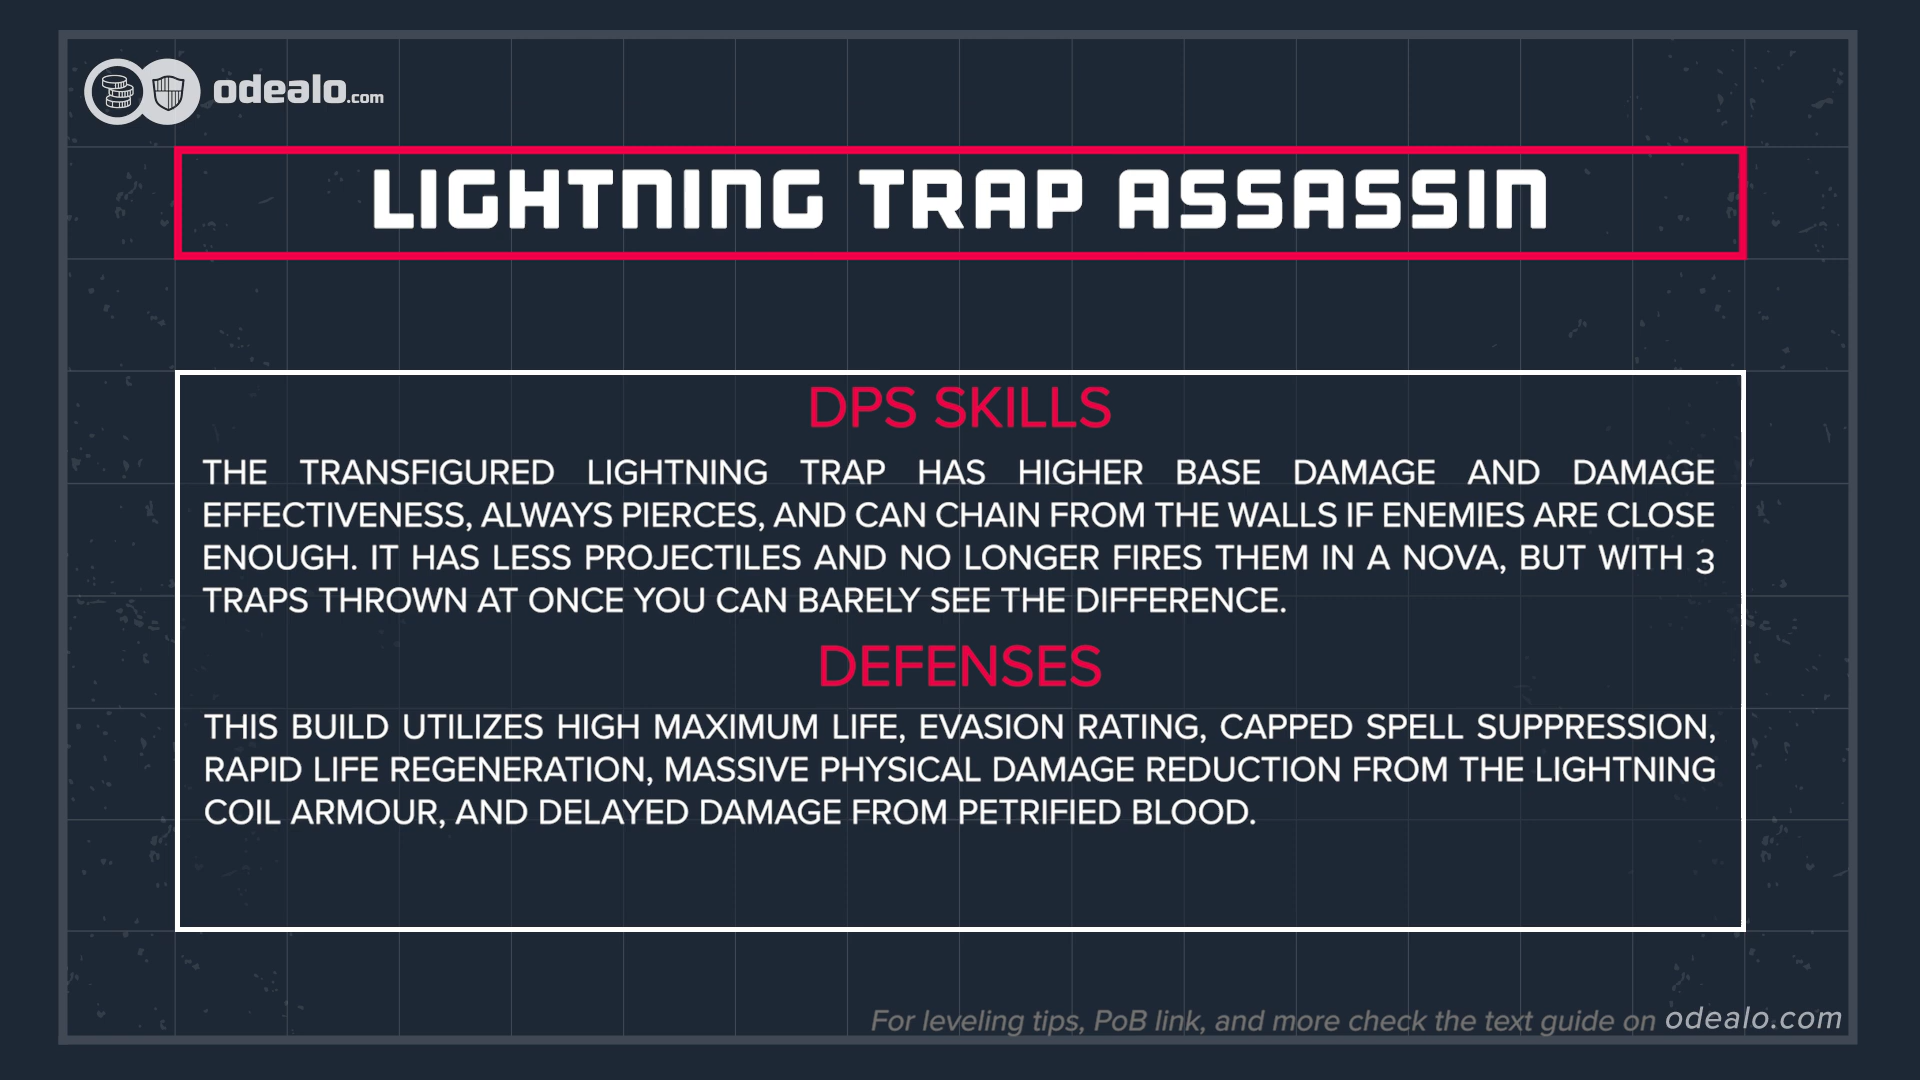 odealo.com
LIGHTNING TRAP ASSASSIN
DPS SKILLS
THE TRANSFIGURED LIGHTNING TRAP HAS HIGHER BASE DAMAGE AND DAMAGE
EFFECTIVENESS, ALWAYS PIERCES, AND CAN CHAIN FROM THE WALLS IF ENEMIES ARE CLOSE
ENOUGH. IT HAS LESS PROJECTILES AND NO LONGER FIRES THEM IN A NOVA, BUT WITH 3
TRAPS THROWN AT ONCE YOU CAN BARELY SEE THE DIFFERENCE.
DEFENSES
THIS BUILD UTILIZES HIGH MAXIMUM LIFE, EVASION RATING, CAPPED SPELL SUPPRESSION,
RAPID LIFE REGENERATION, MASSIVE PHYSICAL DAMAGE REDUCTION FROM THE LIGHTNING
COIL ARMOUR, AND DELAYED DAMAGE FROM PETRIFIED BLOOD.
For leveling tips, PoB link, and more check the text guide on odealo.com